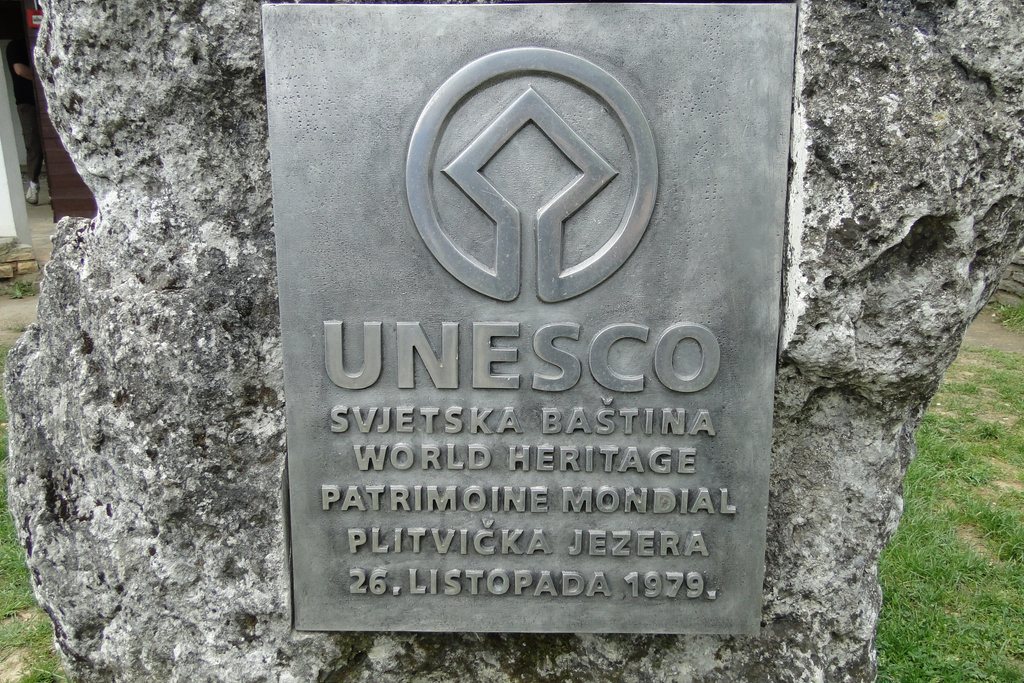 UNESCO
SVJETSKA BAŠTINA
WORLD HERITAGE
PATRIMOINE MONDIAL
PLITVIČKA JEZERA
26. LISTOPADA 1979.